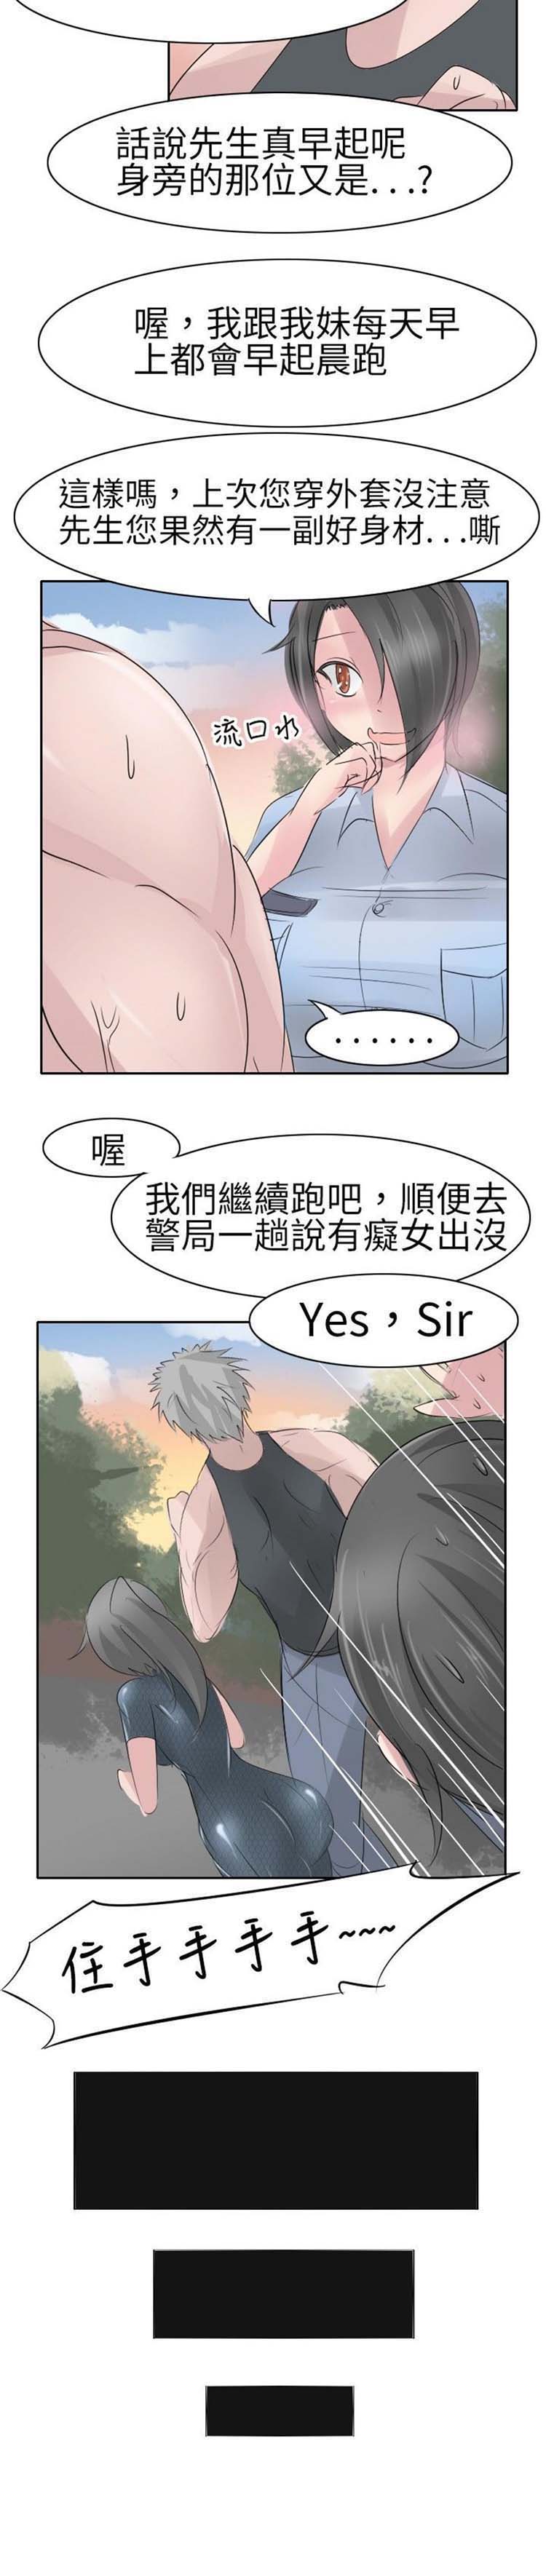 話說先生真早起呢
身旁的那位又是...?
喔，我跟我妹每天早
上都會早起晨跑
這樣嗎，上次您穿外套沒注意
先生您果然有一副好身材...嘶
流口水
......
喔
我們繼續跑吧，順便去
警局一趟說有癡女出沒
Yes，Sir
住手手手手~~~